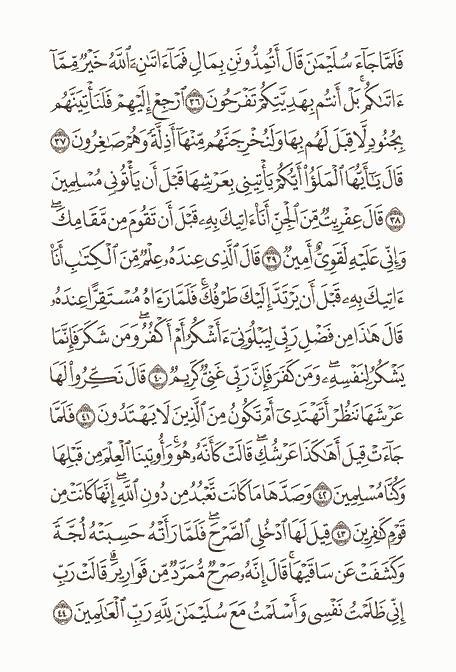 فَلَمَّا جَآءَ سُلَيۡمَٰنَ قَالَ أَتُمِدُّونَنِ بِمَالٖ فَمَآ ءَاتَىٰنِۦَ ٱللَّهُ خَيۡرٞ مِّمَّآ
ءَاتَىٰكُمۚ بَلۡ أَنتُم بِهَدِيَّتِكُمۡ تَفۡرَحُونَ ٣٦ ٱرۡجِعۡ إِلَيۡهِمۡ فَلَنَأۡتِيَنَّهُم
بِجُنُودٖ لَّا قِبَلَ لَهُم بِهَا وَلَنُخۡرِجَنَّهُم مِّنۡهَآ أَذِلَّةٗ وَهُمۡ صَٰغِرُونَ ٣٧
قَالَ يَٰٓأَيُّهَا ٱلۡمَلَؤُاْ أَيُّكُمۡ يَأۡتِينِي بِعَرۡشِهَا قَبۡلَ أَن يَأۡتُونِي مُسۡلِمِينَ
٣٨ قَالَ عِفۡرِيتٞ مِّنَ ٱلۡجِنِّ أَنَا۠ ءَاتِيكَ بِهِۦ قَبۡلَ أَن تَقُومَ مِن مَّقَامِكَۖ
وَإِنِّي عَلَيۡهِ لَقَوِيٌّ أَمِينٞ ٣٩ قَالَ ٱلَّذِي عِندَهُۥ عِلۡمٞ مِّنَ ٱلۡكِتَٰبِ أَنَا۠
ءَاتِيكَ بِهِۦ قَبۡلَ أَن يَرۡتَدَّ إِلَيۡكَ طَرۡفُكَۚ فَلَمَّا رَءَاهُ مُسۡتَقِرًّا عِندَهُۥ
قَالَ هَٰذَا مِن فَضۡلِ رَبِّي لِيَبۡلُوَنِيٓ ءَأَشۡكُرُ أَمۡ أَكۡفُرُۖ وَمَن شَكَرَ فَإِنَّمَا
يَشۡكُرُ لِنَفۡسِهِۦۖ وَمَن كَفَرَ فَإِنَّ رَبِّي غَنِيّٞ كَرِيمٞ ٤٠ قَالَ نَكِّرُواْ لَهَا
عَرۡشَهَا نَنظُرۡ أَتَهۡتَدِيٓ أَمۡ تَكُونُ مِنَ ٱلَّذِينَ لَا يَهۡتَدُونَ ٤١ فَلَمَّا
جَآءَتۡ قِيلَ أَهَٰكَذَا عَرۡشُكِۖ قَالَتۡ كَأَنَّهُۥ هُوَۚ وَأُوتِينَا ٱلۡعِلۡمَ مِن قَبۡلِهَا
وَكُنَّا مُسۡلِمِينَ ٤٢ وَصَدَّهَا مَا كَانَت تَّعۡبُدُ مِن دُونِ ٱللَّهِۖ إِنَّهَا كَانَتۡ مِن
قَوۡمٖ كَٰفِرِينَ ٤٣ قِيلَ لَهَا ٱدۡخُلِي ٱلصَّرۡحَۖ فَلَمَّا رَأَتۡهُ حَسِبَتۡهُ لُجَّةٗ
وَكَشَفَتۡ عَن سَاقَيۡهَاۚ قَالَ إِنَّهُۥ صَرۡحٞ مُّمَرَّدٞ مِّن قَوَارِيرَۗ قَالَتۡ رَبِّ
إِنِّي ظَلَمۡتُ نَفۡسِي وَأَسۡلَمۡتُ مَعَ سُلَيۡمَٰنَ لِلَّهِ رَبِّ ٱلۡعَٰلَمِينَ ٤٤